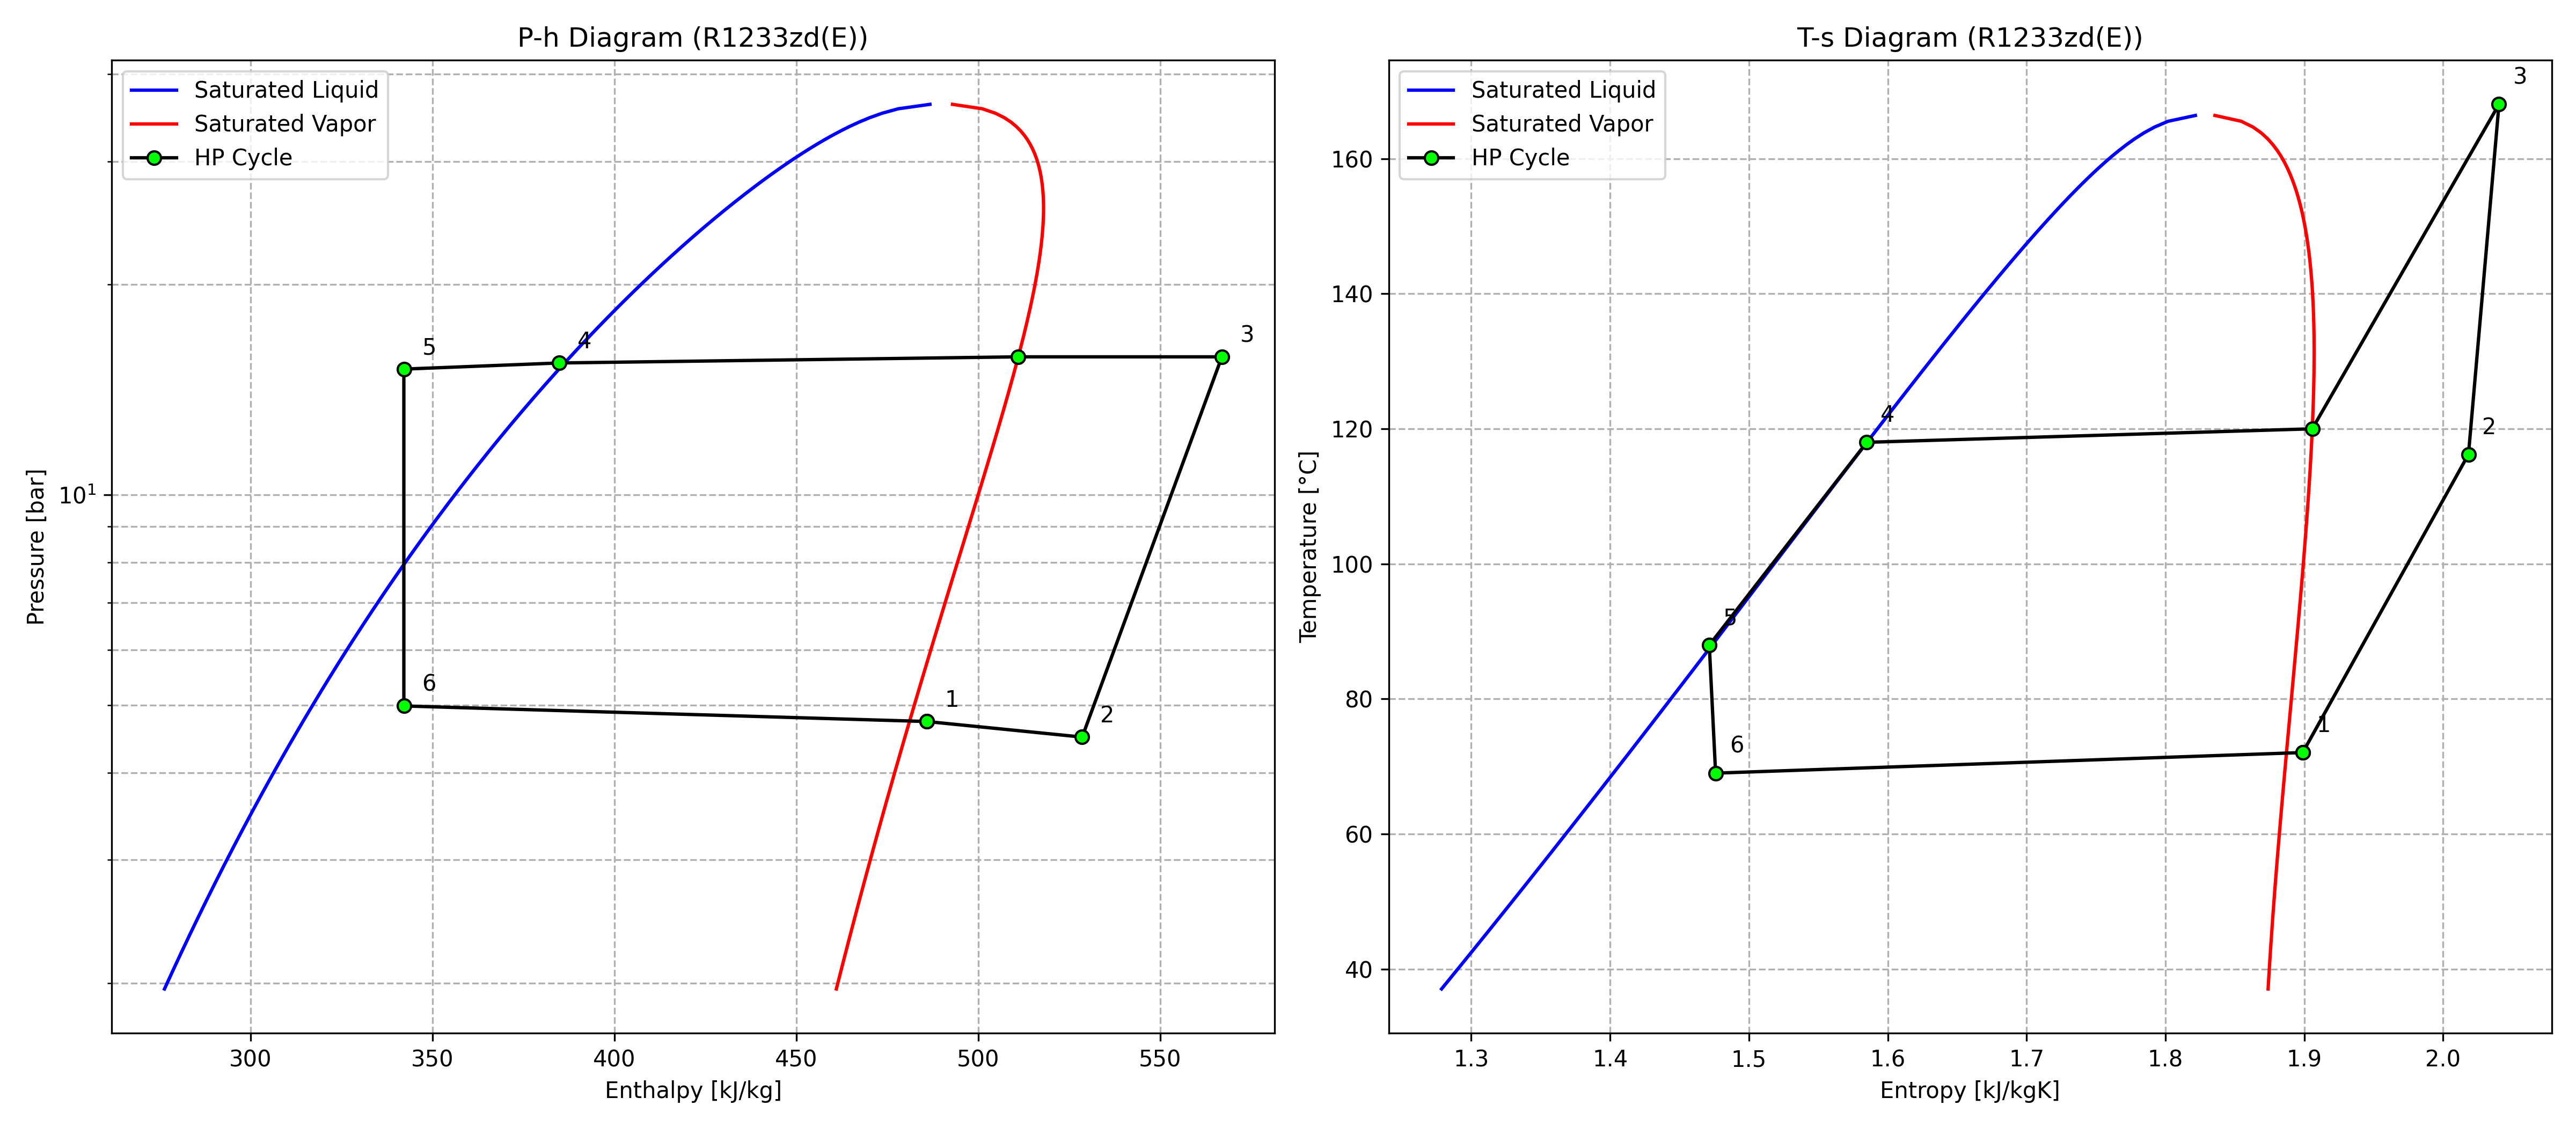 P-h Diagram (R1233zd(E))
Saturated Liquid
Saturated Vapor
HP Cycle
5
4
3
6
1
2
10¹
Pressure [bar]
300 350 400 450 500 550
Enthalpy [kJ/kg]
T-s Diagram (R1233zd(E))
Saturated Liquid
Saturated Vapor
HP Cycle
3
4
2
5
6
1
160
140
120
100
80
60
40
Temperature [°C]
1.3 1.4 1.5 1.6 1.7 1.8 1.9 2.0
Entropy [kJ/kgK]